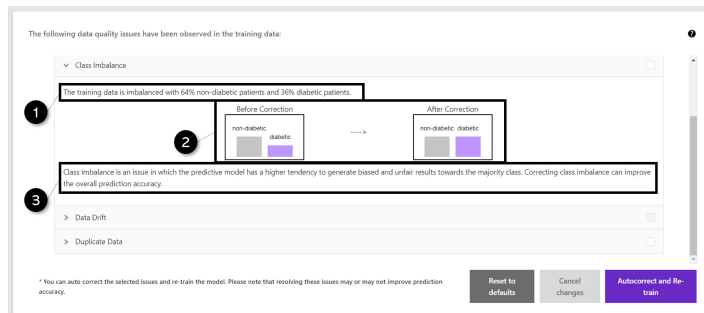 The following data quality issues have been observed in the training data:
?
Class Imbalance
The training data is imbalanced with 64% non-diabetic patients and 36% diabetic patients.
1
Before Correction
After Correction
non-diabetic
diabetic
---->
non-diabetic diabetic
2
Class imbalance is an issue in which the predictive model has a higher tendency to generate biased and unfair results towards the majority class. Correcting class imbalance can improve
the overall prediction accuracy.
3
> Data Drift
> Duplicate Data
* You can auto correct the selected issues and re-train the model. Please note that resolving these issues may or may not improve prediction
accuracy.
Reset to
defaults
Cancel
changes
Autocorrect and Re-
train